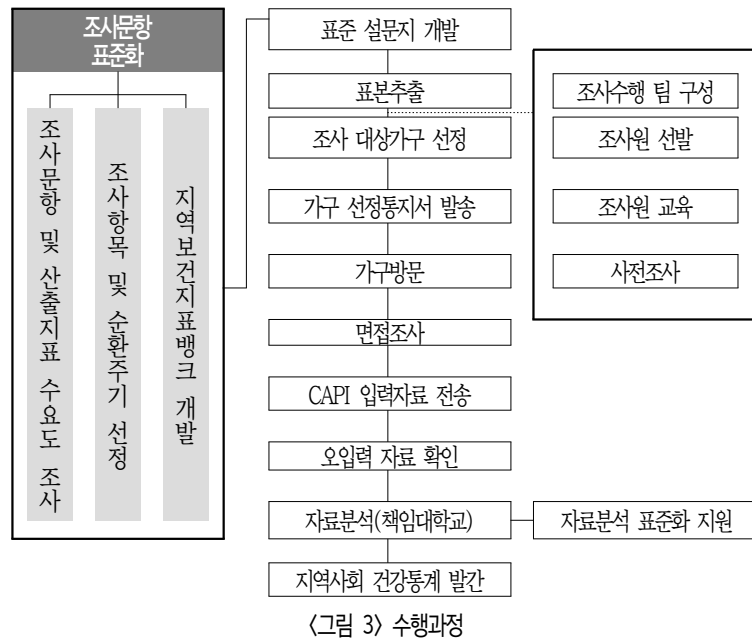 조사문항
표준화
조사문항 및 산출지표 수요도 조사
조사항목 및 순환주기 선정
지역보건지표뱅크 개발
표준 설문지 개발
표본추출
조사 대상가구 선정
가구 선정통지서 발송
가구방문
면접조사
CAPI 입력자료 전송
오입력 자료 확인
자료분석(책임대학교)
지역사회 건강통계 발간
조사수행 팀 구성
조사원 선발
조사원 교육
사전조사
자료분석 표준화 지원
〈그림 3〉 수행과정